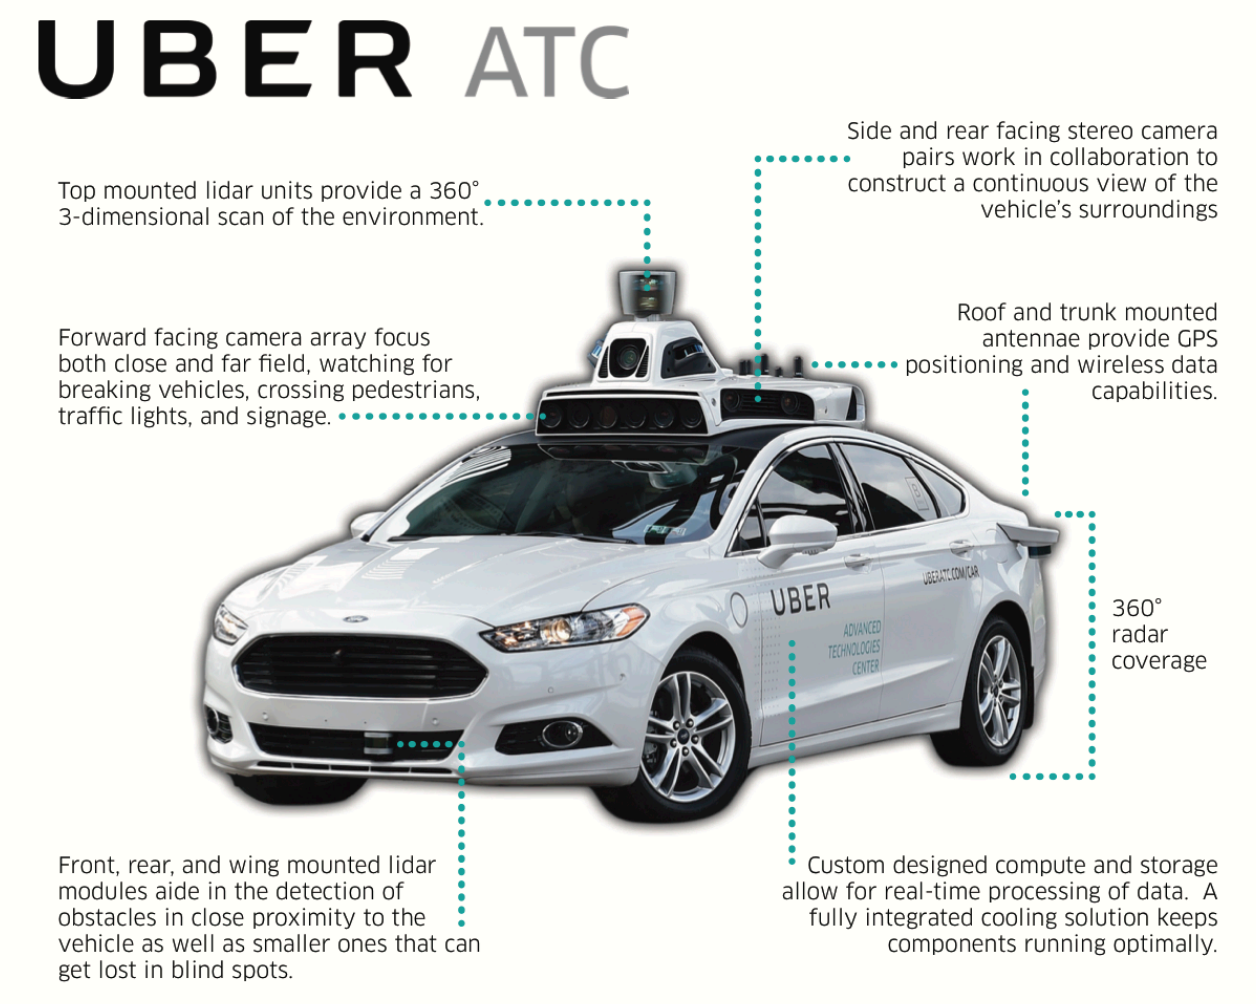 UBER ATC
Side and rear facing stereo camera
pairs work in collaboration to
construct a continuous view of the
vehicle's surroundings
Top mounted lidar units provide a 360°
3-dimensional scan of the environment.
Roof and trunk mounted
antennae provide GPS
positioning and wireless data
capabilities.
Forward facing camera array focus
both close and far field, watching for
breaking vehicles, crossing pedestrians,
traffic lights, and signage.
UBERATC.COM/CAR
UBER
ADVANCED
TECHNOLOGIES
CENTER
360°
radar
coverage
Front, rear, and wing mounted lidar
modules aide in the detection of
obstacles in close proximity to the
vehicle as well as smaller ones that can
get lost in blind spots.
Custom designed compute and storage
allow for real-time processing of data. A
fully integrated cooling solution keeps
components running optimally.